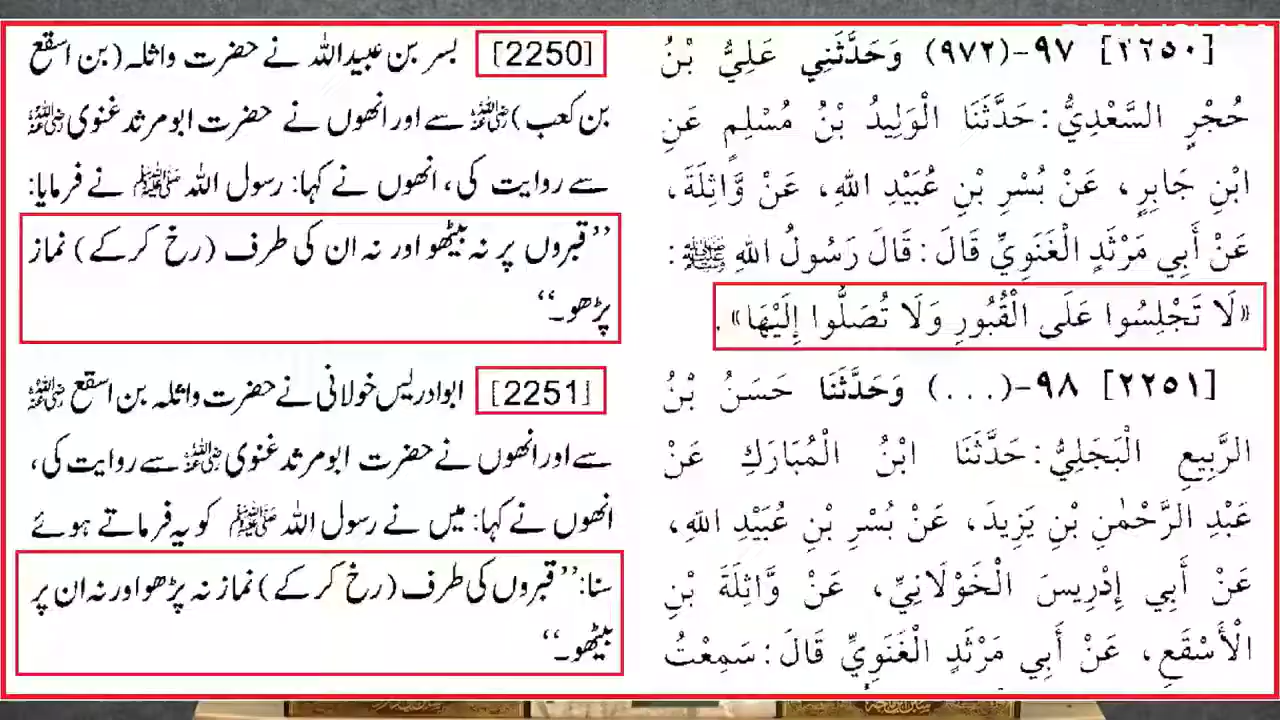 [٢٢٥٠] ٩٧-(٩٧٢) وَحَدَّثَنِي عَلِيُّ بْنُ
حُجْرٍ السَّعْدِيُّ: حَدَّثَنَا الْوَلِيدُ بْنُ مُسْلِمٍ عَنِ
ابْنِ جَابِرٍ، عَنْ بُسْرِ بْنِ عُبَيْدِ اللهِ، عَنْ وَّاثِلَةَ،
عَنْ أَبِي مَرْثَدٍ الْغَنَوِيِّ قَالَ: قَالَ رَسُولُ اللهِ ﷺ:
«لَا تَجْلِسُوا عَلَى الْقُبُورِ وَلَا تُصَلُّوا إِلَيْهَا».
[٢٢٥١] ٩٨-(...) وَحَدَّثَنَا حَسَنُ بْنُ
الرَّبِيعِ الْبَجَلِيُّ: حَدَّثَنَا ابْنُ الْمُبَارَكِ عَنْ
عَبْدِ الرَّحْمٰنِ بْنِ يَزِيدَ، عَنْ بُسْرِ بْنِ عُبَيْدِ اللهِ،
عَنْ أَبِي إِدْرِيسَ الْخَوْلَانِيِّ، عَنْ وَّاثِلَةَ بْنِ
الْأَسْقَعِ، عَنْ أَبِي مَرْثَدٍ الْغَنَوِيِّ قَالَ: سَمِعْتُ
[2250] بسر بن عبید اللہ نے حضرت واثلہ (بن اسقع
بن کعب) رضی اللہ عنہ سے اور انھوں نے حضرت ابو مرثد غنوی رضی اللہ عنہ
سے روایت کی، انھوں نے کہا: رسول اللہ ﷺ نے فرمایا:
’’قبروں پر نہ بیٹھو اور نہ ان کی طرف (رخ کر کے) نماز
پڑھو۔‘‘
[2251] ابو ادریس خولانی نے حضرت واثلہ بن اسقع رضی اللہ عنہ
سے اور انھوں نے حضرت ابو مرثد غنوی رضی اللہ عنہ سے روایت کی،
انھوں نے کہا: میں نے رسول اللہ ﷺ کو یہ فرماتے ہوئے
سنا: ’’قبروں کی طرف (رخ کر کے) نماز نہ پڑھو اور نہ ان پر
بیٹھو۔‘‘